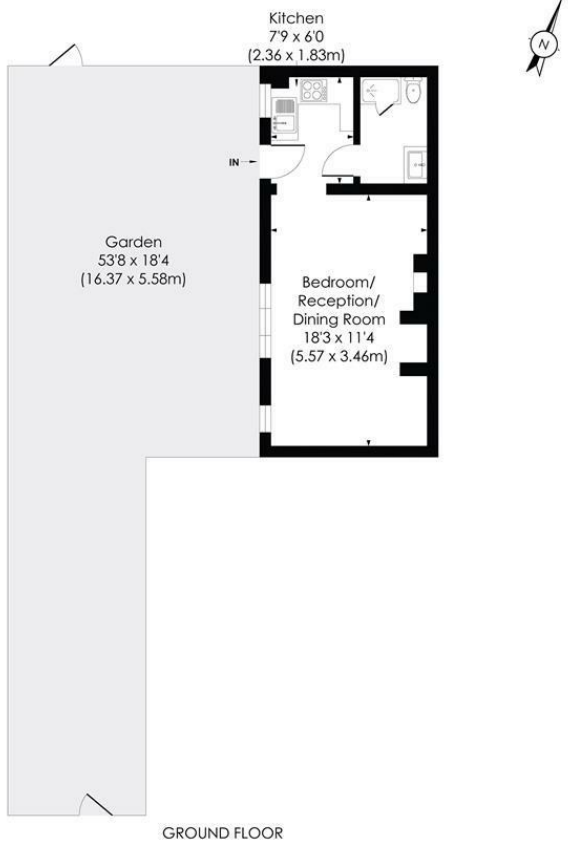 Kitchen
7'9 x 6'0
(2.36 x 1.83m)
N
IN
Garden
53'8 x 18'4
(16.37 x 5.58m)
Bedroom/
Reception/
Dining Room
18'3 x 11'4
(5.57 x 3.46m)
GROUND FLOOR